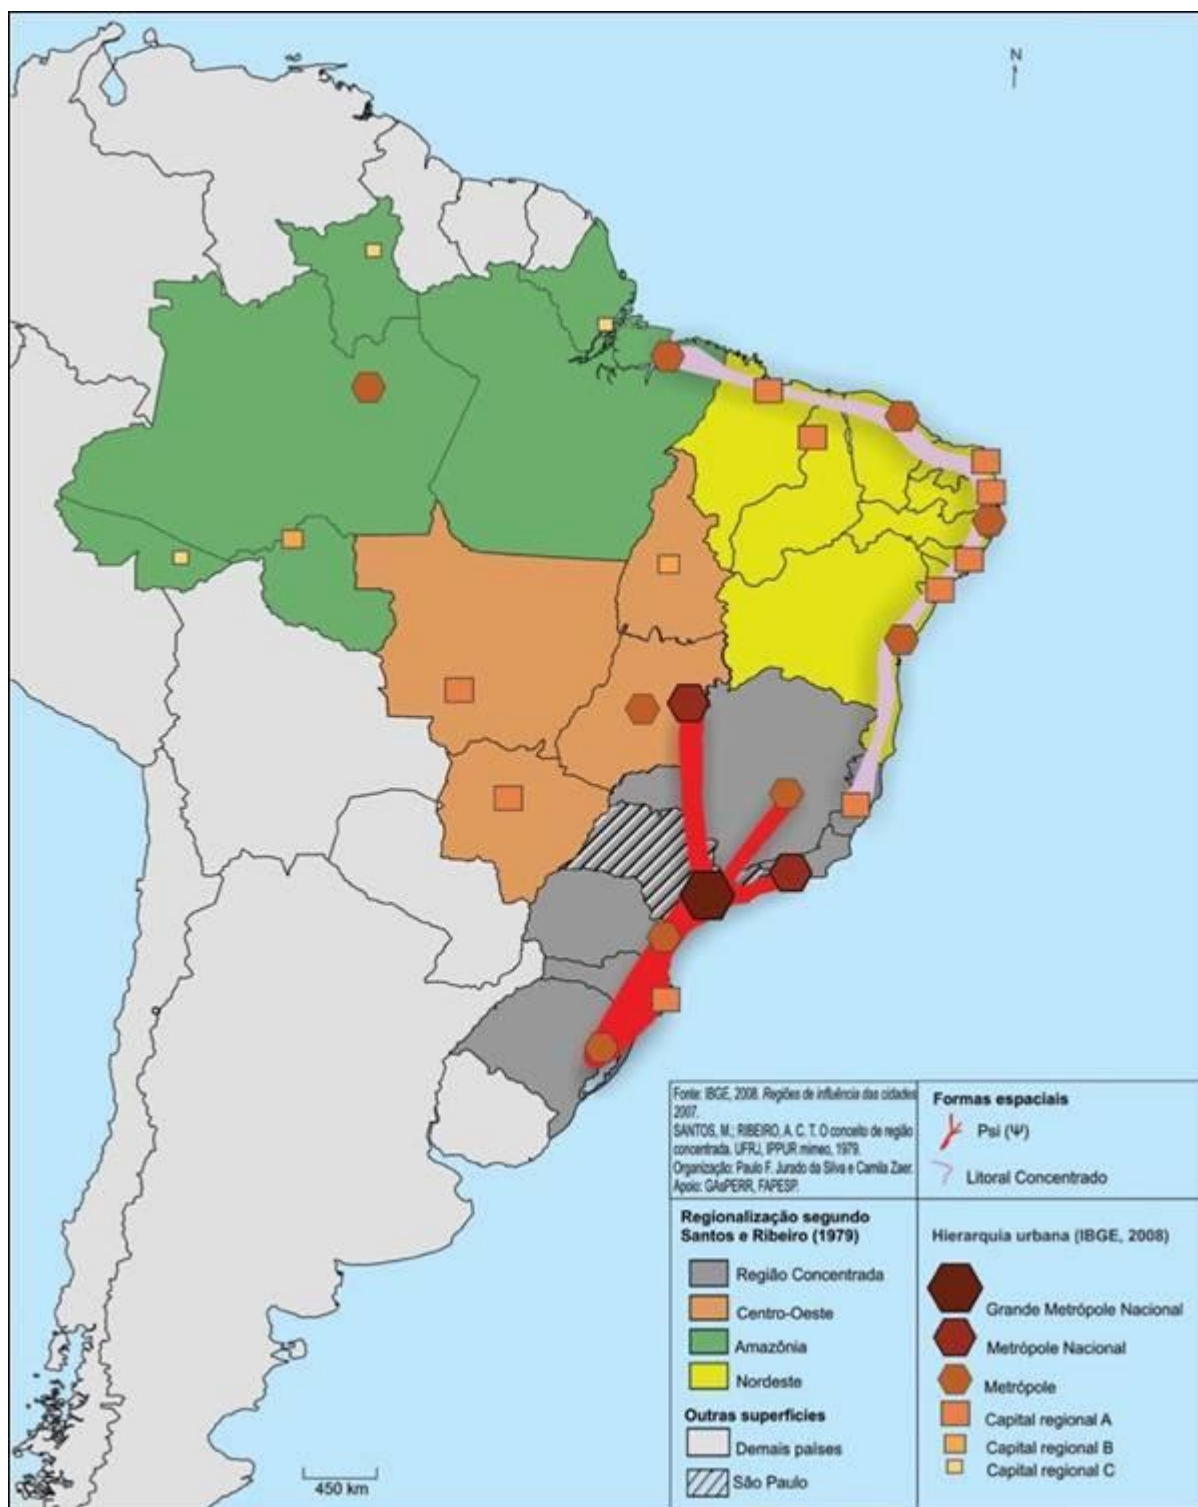 N
Fonte: IBGE, 2008. Regiões de influência das cidades
2007.
SANTOS, M.; RIBEIRO, A. C. T. O conceito de região
concentrada. UFRJ, IPPUR mimeo, 1979.
Organização: Paulo F. Jurado da Silva e Camila Zaer.
Apoio: GAsPERR, FAPESP.
Formas espaciais
Psi (Ψ)
Litoral Concentrado
Regionalização segundo
Santos e Ribeiro (1979)
Região Concentrada
Centro-Oeste
Amazônia
Nordeste
Outras superfícies
Demais países
São Paulo
Hierarquia urbana (IBGE, 2008)
Grande Metrópole Nacional
Metrópole Nacional
Metrópole
Capital regional A
Capital regional B
Capital regional C
450 km